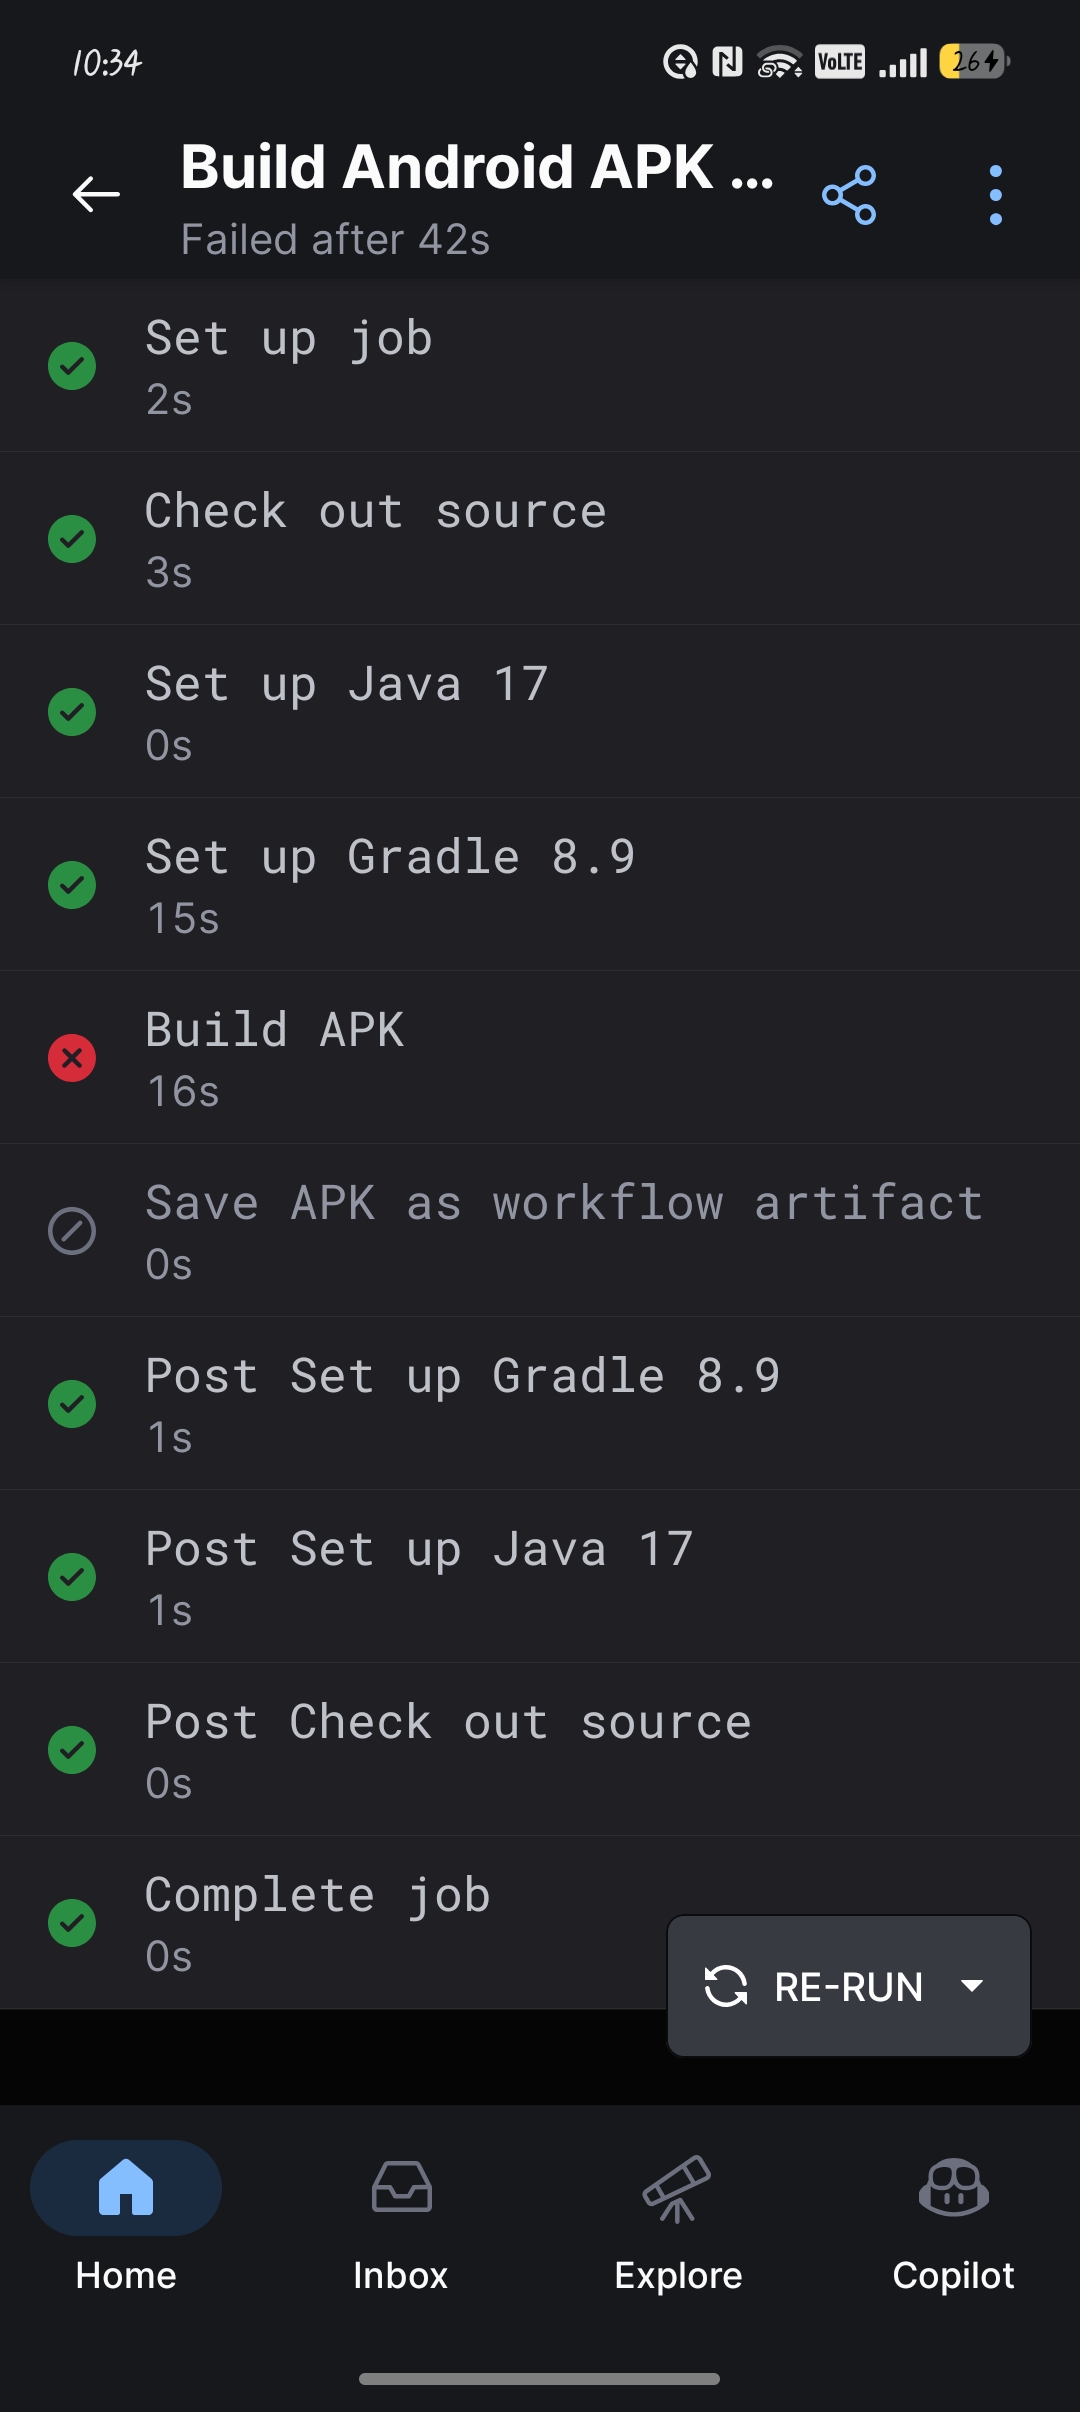 10:34
VoLTE
26
Build Android APK ...
Failed after 42s
Set up job
2s
Check out source
3s
Set up Java 17
0s
Set up Gradle 8.9
15s
Build APK
16s
Save APK as workflow artifact
0s
Post Set up Gradle 8.9
1s
Post Set up Java 17
1s
Post Check out source
0s
Complete job
0s
RE-RUN
Home
Inbox
Explore
Copilot